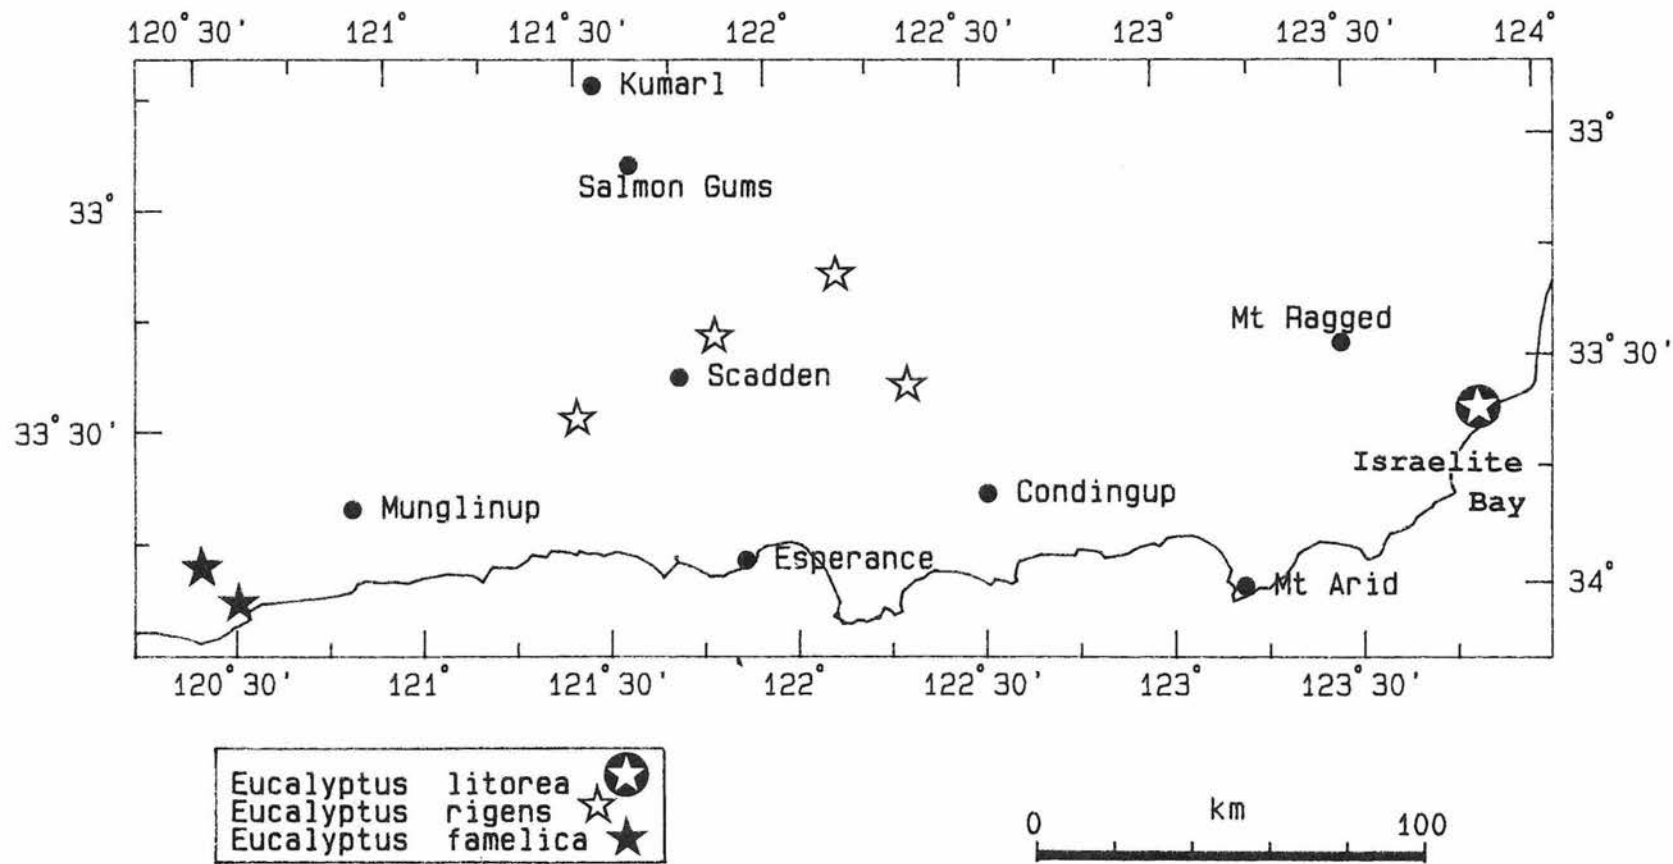 120°30' 121° 121°30' 122° 122°30' 123° 123°30' 124°
Kumarl
33°
Salmon Gums
33°
Mt Ragged
33°30'
Scadden
33°30'
Israelite
Bay
Munglinup
Condingup
Esperance
Mt Arid
34°
120°30' 121° 121°30' 122° 122°30' 123° 123°30'
Eucalyptus litorea
Eucalyptus rigens
Eucalyptus famelica
km
0 100